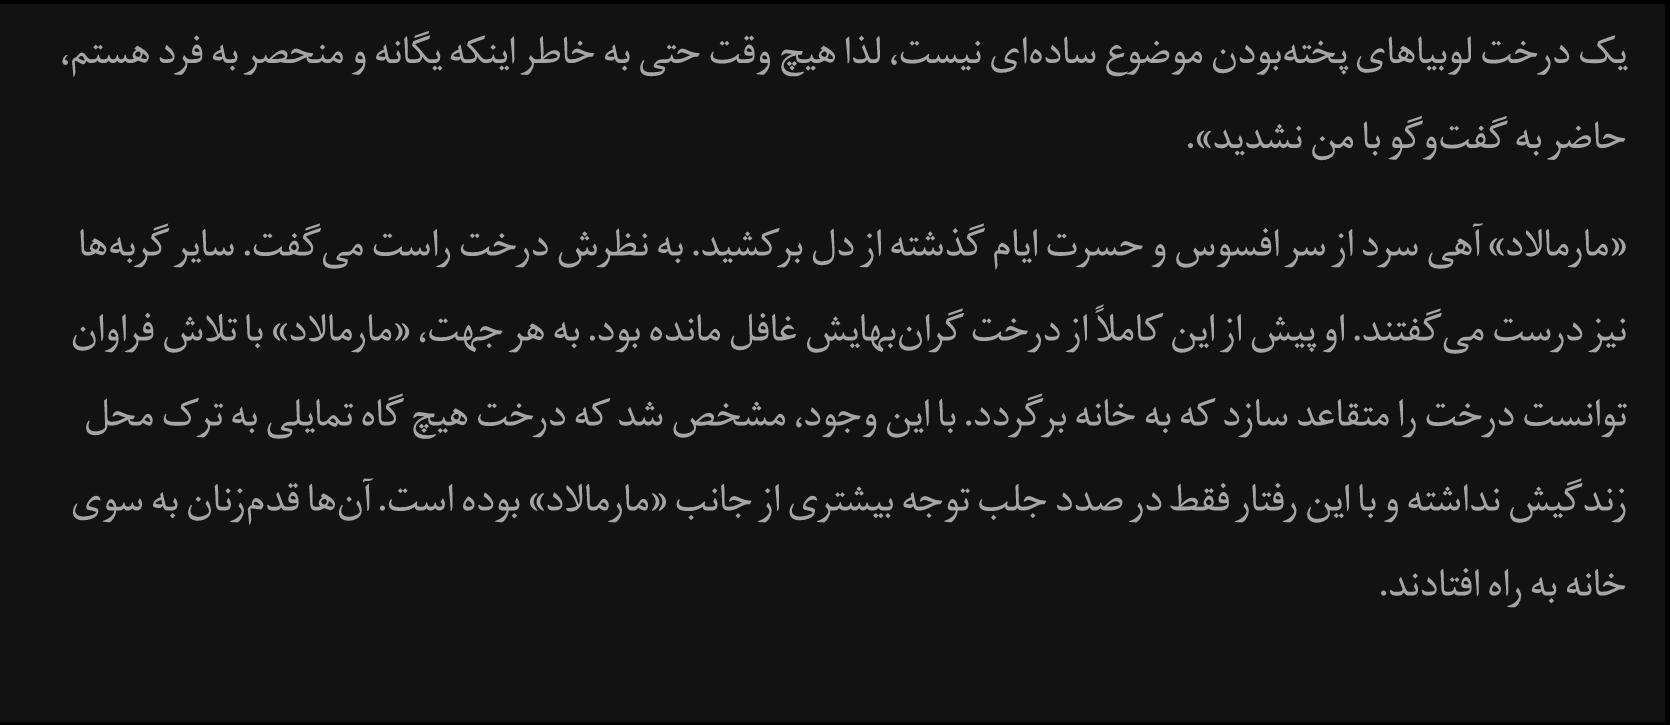 یک درخت لوبیاهای پخته‌بودن موضوع ساده‌ای نیست، لذا هیچ وقت حتی به خاطر اینکه یگانه و منحصر به فرد هستم،
حاضر به گفت‌وگو با من نشدید».
«مارمالاد» آهی سرد از سر افسوس و حسرت ایام گذشته از دل برکشید. به نظرش درخت راست می‌گفت. سایر گربه‌ها
نیز درست می‌گفتند. او پیش از این کاملاً از درخت گران‌بهایش غافل مانده بود. به هر جهت، «مارمالاد» با تلاش فراوان
توانست درخت را متقاعد سازد که به خانه برگردد. با این وجود، مشخص شد که درخت هیچ گاه تمایلی به ترک محل
زندگیش نداشته و با این رفتار فقط در صدد جلب توجه بیشتری از جانب «مارمالاد» بوده است. آن‌ها قدم‌زنان به سوی
خانه به راه افتادند.